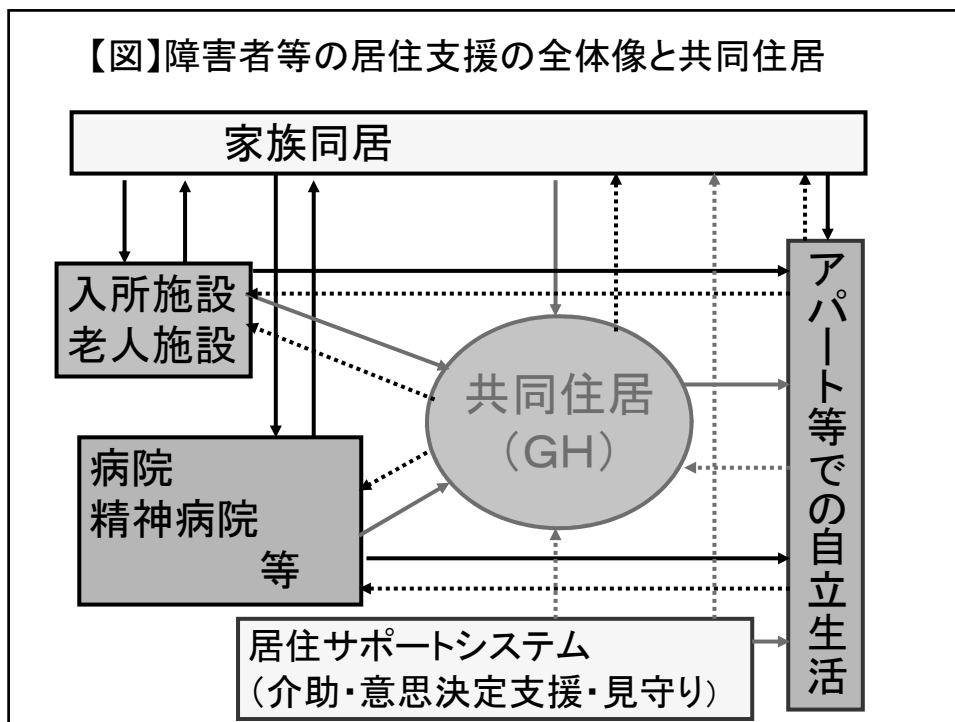 【図】障害者等の居住支援の全体像と共同住居
家族同居
入所施設
老人施設
アパート等での自立生活
共同住居
（GH）
病院
精神病院
等
居住サポートシステム
（介助・意思決定支援・見守り）